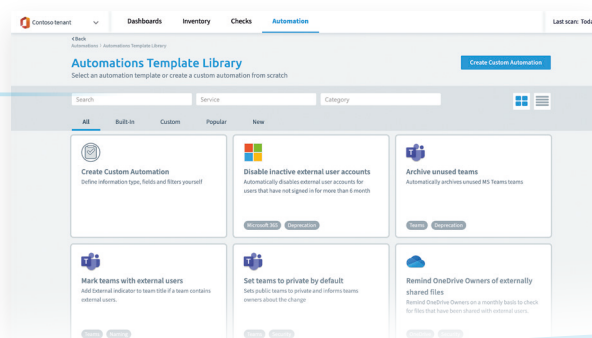 Contoso tenant
Dashboards Inventory Checks Automation
Last scan: Toda
< Back
Automations / Automations Template Library
Automations Template Library
Select an automation template or create a custom automation from scratch
Create Custom Automation
Search Service Category
All Built-In Custom Popular New
Create Custom Automation
Define information type, fields and filters yourself
Disable inactive external user accounts
Automatically disables external user accounts for
users that have not signed in for more than 6 month
Microsoft 365 Deprecation
Archive unused teams
Automatically archives unused MS Teams teams
Teams Deprecation
Mark teams with external users
Add External indicator to team title if a team contains
external users.
Set teams to private by default
Sets public teams to private and informs teams
owners about the change
Remind OneDrive Owners of externally
shared files
Remind OneDrive Owners on a monthly basis to check
for files that have been shared with external users.